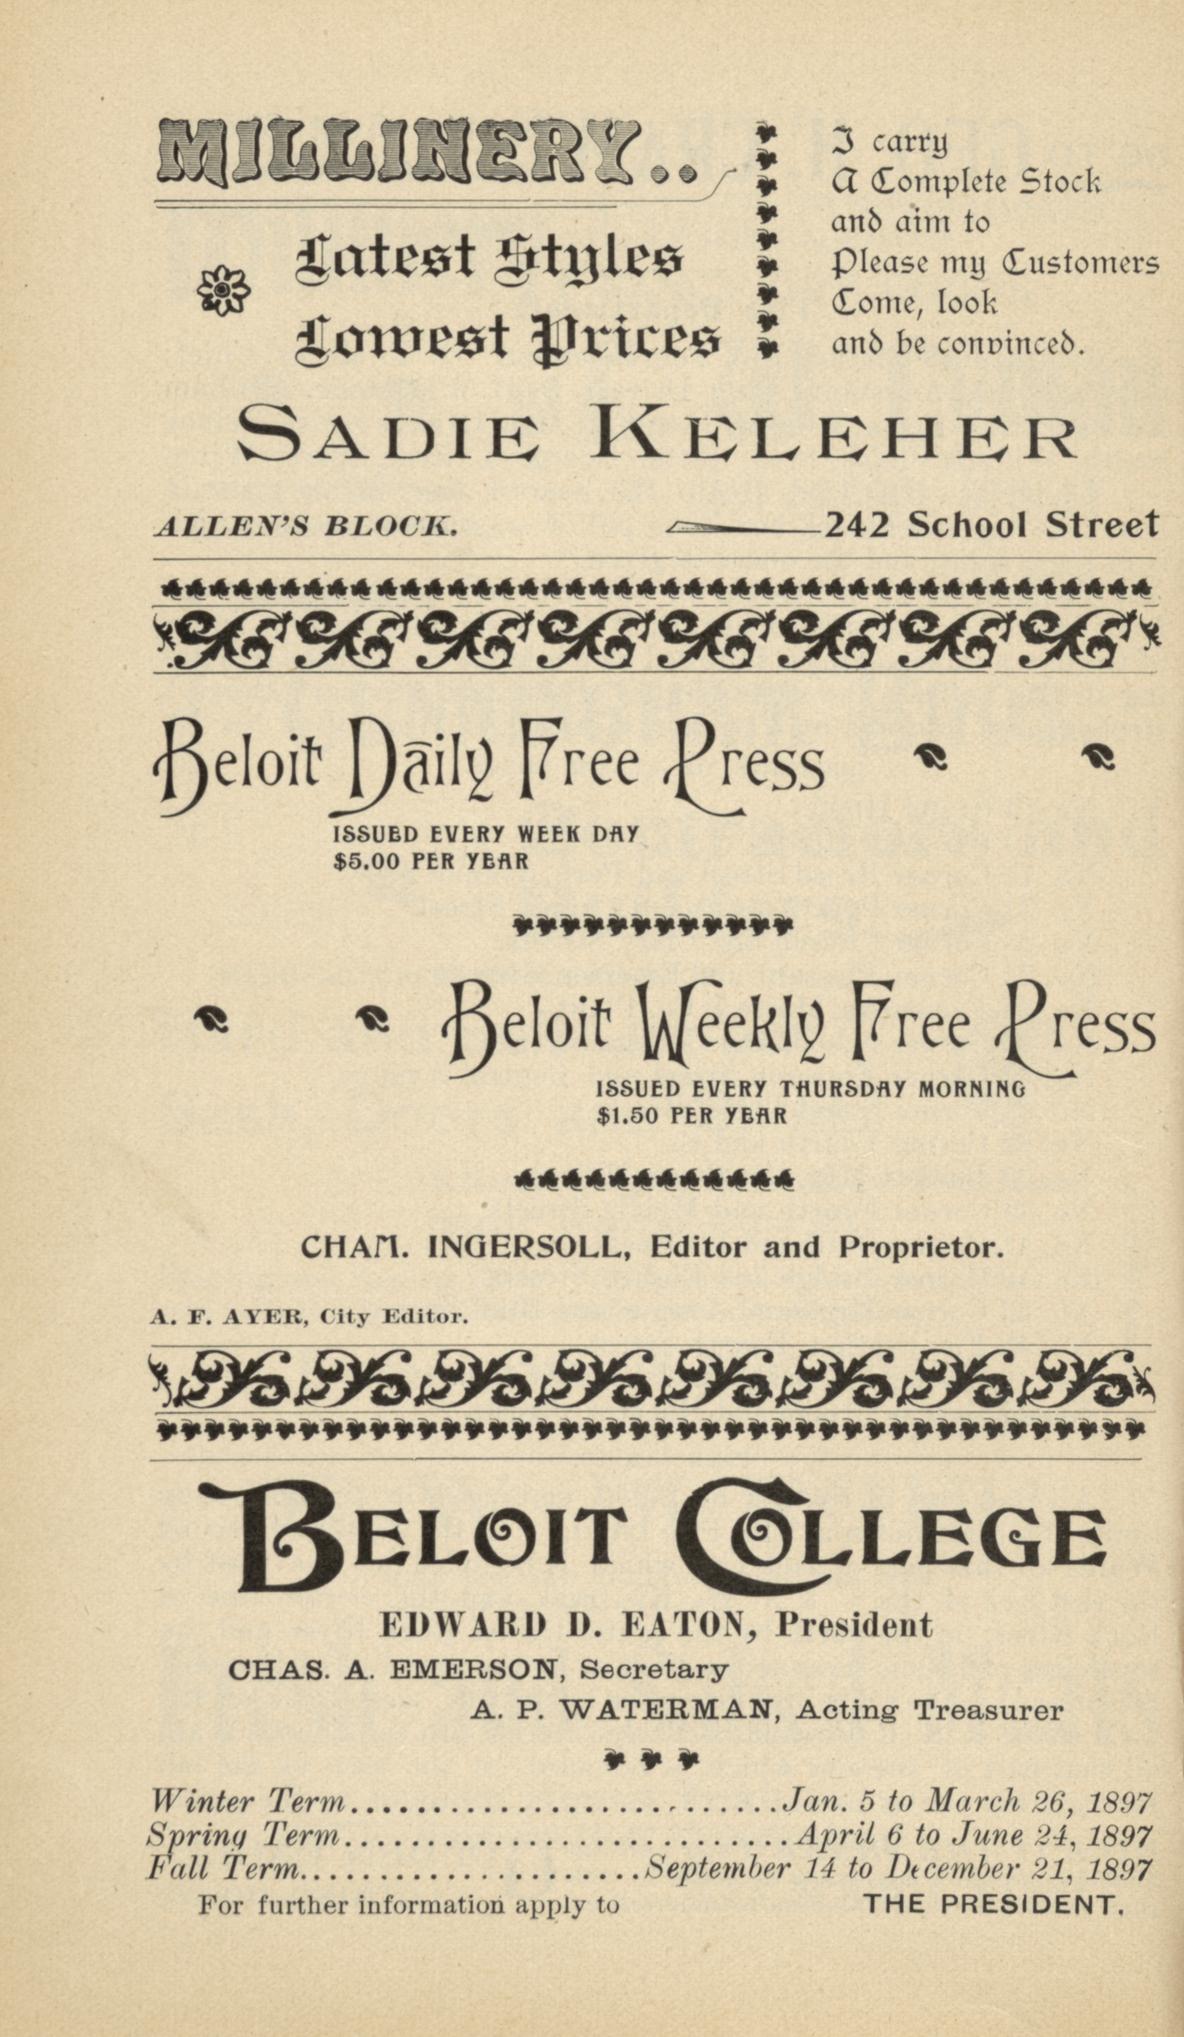 MILLINERY..
Latest Styles
Lowest Prices
I carry
A Complete Stock
and aim to
Please my Customers
Come, look
and be convinced.
SADIE KELEHER
ALLEN'S BLOCK. 242 School Street
Beloit Daily Free Press
ISSUED EVERY WEEK DAY
$5.00 PER YEAR
Beloit Weekly Free Press
ISSUED EVERY THURSDAY MORNING
$1.50 PER YEAR
CHAM. INGERSOLL, Editor and Proprietor.
A. F. AYER, City Editor.
BELOIT COLLEGE
EDWARD D. EATON, President
CHAS. A. EMERSON, Secretary
A. P. WATERMAN, Acting Treasurer
Winter Term................................Jan. 5 to March 26, 1897
Spring Term.................................April 6 to June 24, 1897
Fall Term.........................September 14 to December 21, 1897
For further information apply to THE PRESIDENT.